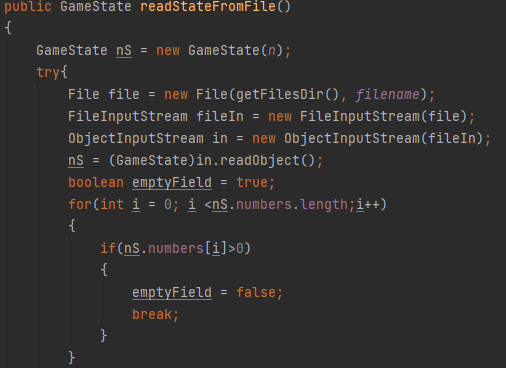 public GameState readStateFromFile()
{
    GameState nS = new GameState(n);
    try{
        File file = new File(getFilesDir(), filename);
        FileInputStream fileIn = new FileInputStream(file);
        ObjectInputStream in = new ObjectInputStream(fileIn);
        nS = (GameState)in.readObject();
        boolean emptyField = true;
        for(int i = 0; i <nS.numbers.length;i++)
        {
            if(nS.numbers[i]>0)
            {
                emptyField = false;
                break;
            }
        }